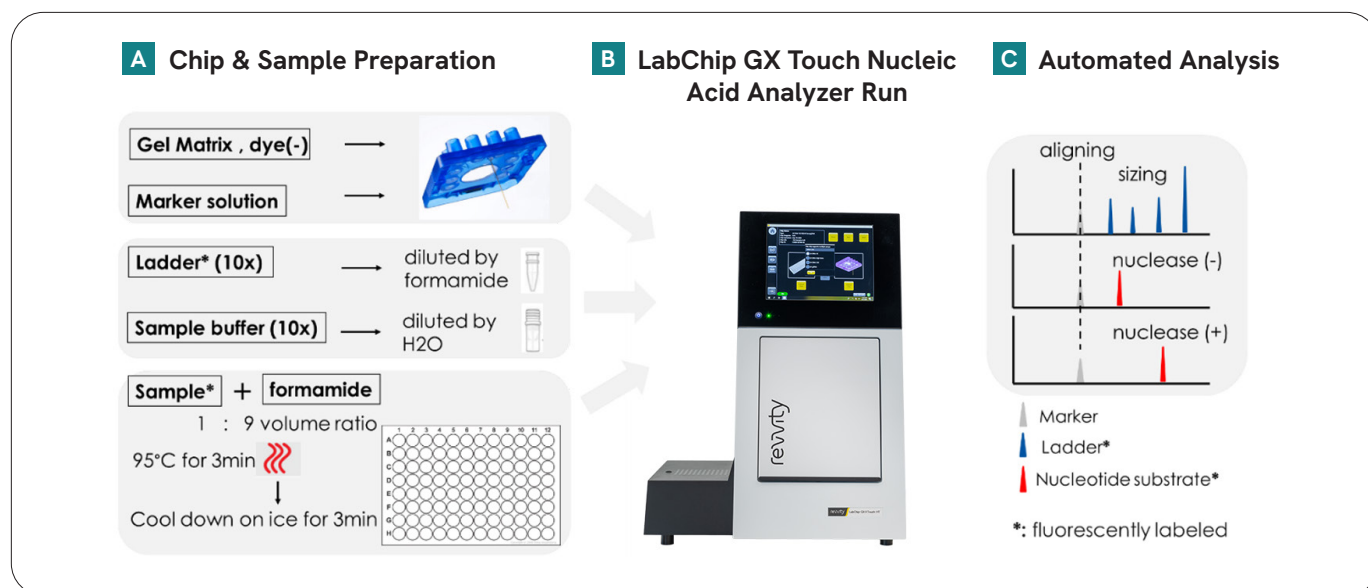 A Chip & Sample Preparation
Gel Matrix , dye(-)
Marker solution
Ladder* (10x)
diluted by
formamide
Sample buffer (10x)
diluted by
H2O
Sample* + formamide
1 : 9 volume ratio
95°C for 3min
Cool down on ice for 3min
1 2 3 4 5 6 7 8 9 10 11 12
A
B
C
D
E
F
G
H
B LabChip GX Touch Nucleic
Acid Analyzer Run
revvity
revvity
C Automated Analysis
aligning
sizing
nuclease (-)
nuclease (+)
Marker
Ladder*
Nucleotide substrate*
*: fluorescently labeled